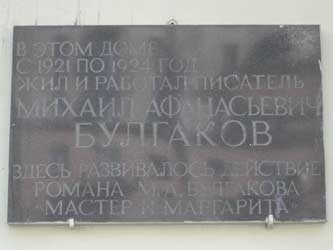 В ЭТОМ ДОМЕ
С 1921 ПО 1924 ГОД
ЖИЛ И РАБОТАЛ ПИСАТЕЛЬ
МИХАИЛ АФАНАСЬЕВИЧ
БУЛГАКОВ
ЗДЕСЬ РАЗВИВАЛОСЬ ДЕЙСТВИЕ
РОМАНА М.А. БУЛГАКОВА
"МАСТЕР И МАРГАРИТА"